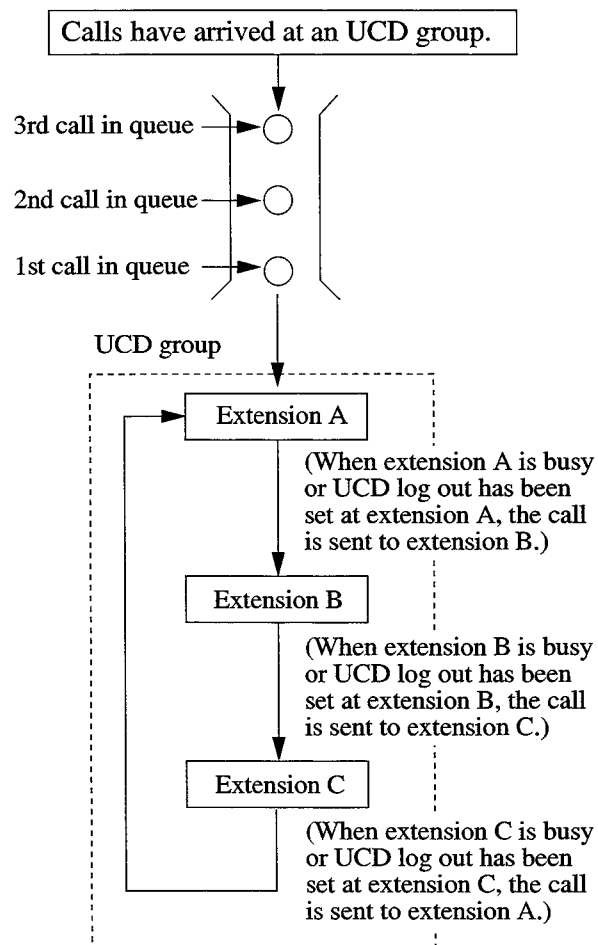 Calls have arrived at an UCD group.
3rd call in queue
2nd call in queue
1st call in queue
UCD group
Extension A
(When extension A is busy
or UCD log out has been
set at extension A, the call
is sent to extension B.)
Extension B
(When extension B is busy
or UCD log out has been
set at extension B, the call
is sent to extension C.)
Extension C
(When extension C is busy
or UCD log out has been
set at extension C, the call
is sent to extension A.)